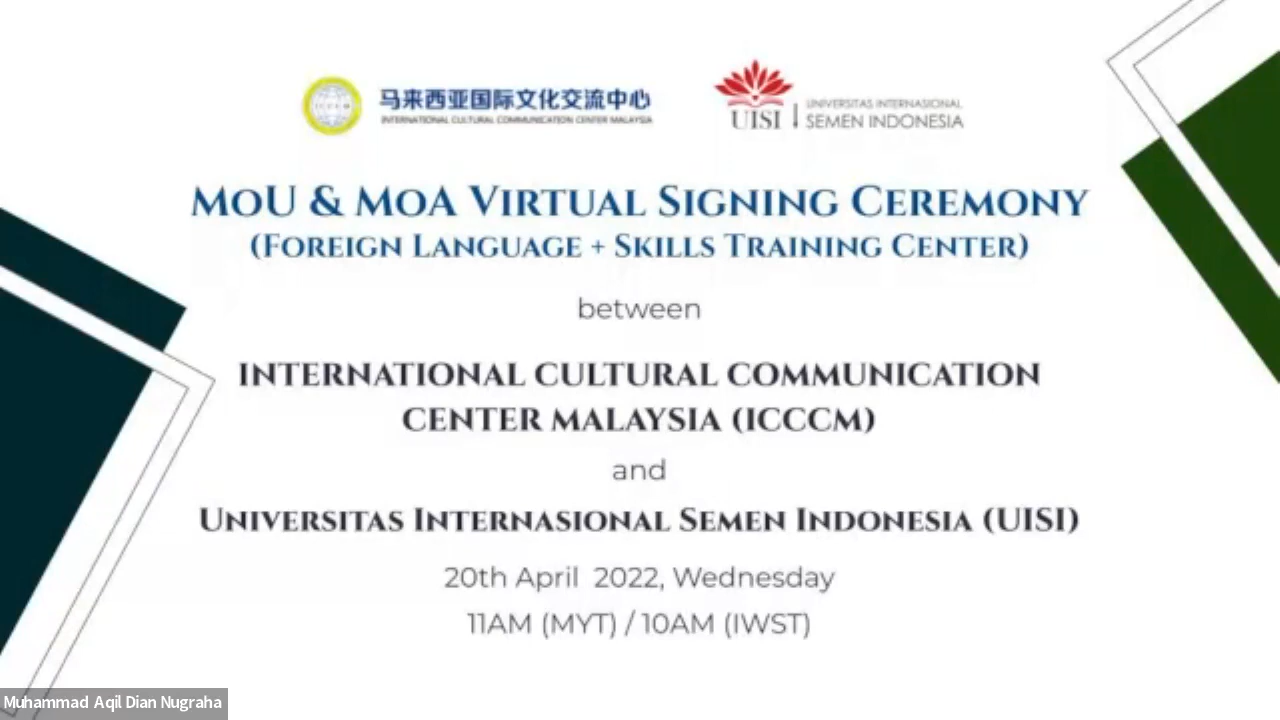 马来西亚国际文化交流中心
INTERNATIONAL CULTURAL COMMUNICATION CENTER MALAYSIA
ICCCM
UISI
UNIVERSITAS INTERNASIONAL
SEMEN INDONESIA
MoU & MoA Virtual Signing Ceremony
(Foreign Language + Skills Training Center)
between
INTERNATIONAL CULTURAL COMMUNICATION
CENTER MALAYSIA (ICCCM)
and
Universitas Internasional Semen Indonesia (UISI)
20th April 2022, Wednesday
11AM (MYT) / 10AM (IWST)
Muhammad Aqil Dian Nugraha